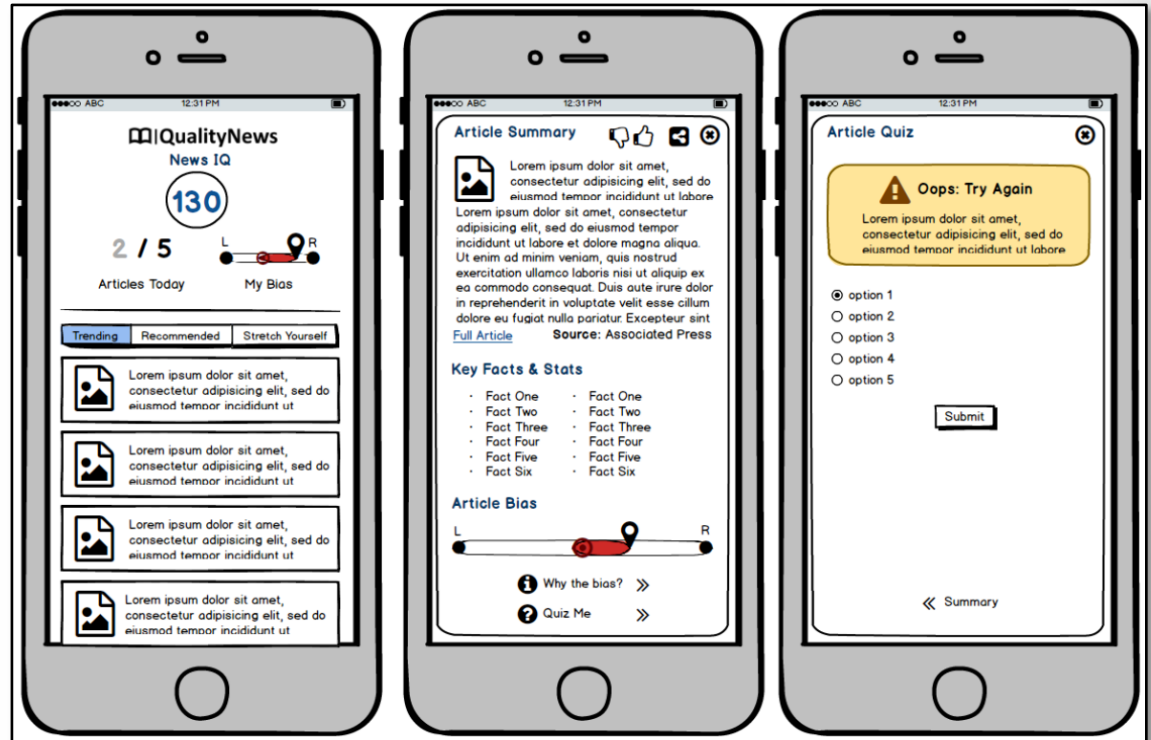 ABC 12:31 PM
QualityNews
News IQ
130
2 / 5
L R
Articles Today My Bias
Trending Recommended Stretch Yourself
Lorem ipsum dolor sit amet,
consectetur adipisicing elit, sed do
eiusmod tempor incididunt ut
Lorem ipsum dolor sit amet,
consectetur adipisicing elit, sed do
eiusmod tempor incididunt ut
Lorem ipsum dolor sit amet,
consectetur adipisicing elit, sed do
eiusmod tempor incididunt ut
Lorem ipsum dolor sit amet,
consectetur adipisicing elit, sed do
eiusmod tempor incididunt ut
ABC 12:31 PM
Article Summary
Lorem ipsum dolor sit amet,
consectetur adipisicing elit, sed do
eiusmod tempor incididunt ut labore
Lorem ipsum dolor sit amet, consectetur
adipisicing elit, sed do eiusmod tempor
incididunt ut labore et dolore magna aliqua.
Ut enim ad minim veniam, quis nostrud
exercitation ullamco laboris nisi ut aliquip ex
ea commodo consequat. Duis aute irure dolor
in reprehenderit in voluptate velit esse cillum
dolore eu fugiat nulla pariatur. Excepteur sint
Full Article Source: Associated Press
Key Facts & Stats
· Fact One · Fact One
· Fact Two · Fact Two
· Fact Three · Fact Three
· Fact Four · Fact Four
· Fact Five · Fact Five
· Fact Six · Fact Six
Article Bias
L R
Why the bias?
Quiz Me
ABC 12:31 PM
Article Quiz
Oops: Try Again
Lorem ipsum dolor sit amet,
consectetur adipisicing elit, sed do
eiusmod tempor incididunt ut labore
option 1
option 2
option 3
option 4
option 5
Submit
Summary